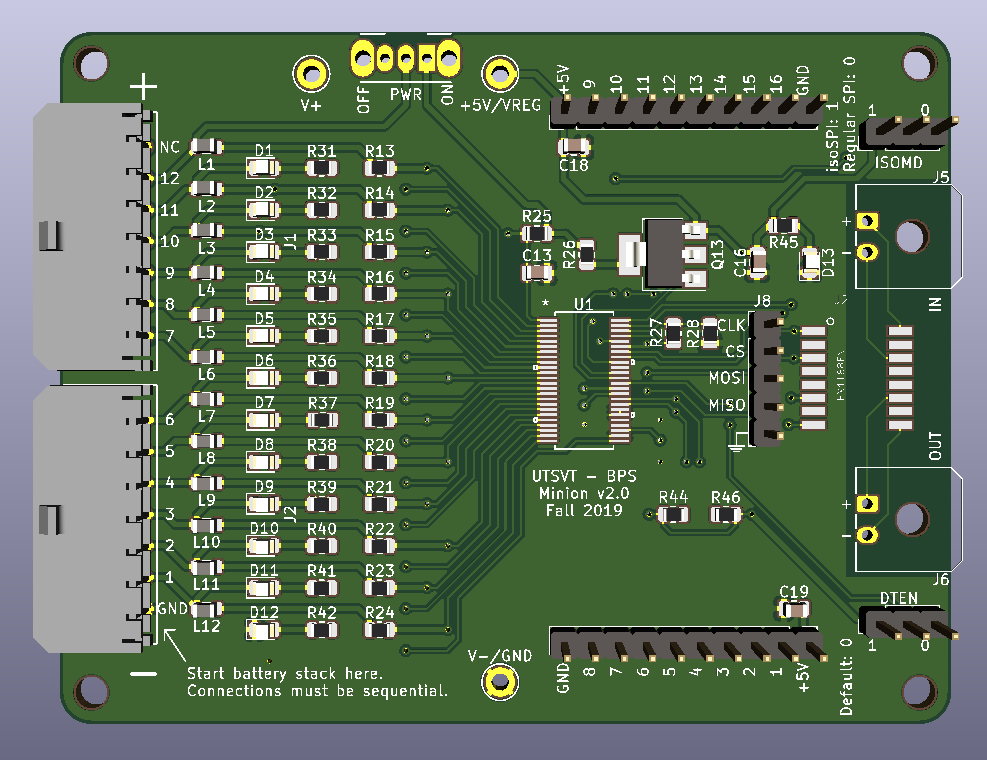 +
OFF
PWR
ON
V+
+5V/VREG
+5V
9
10
11
12
13
14
15
16
GND
isoSPI: 1
Regular SPI: 0
1
0
ISOMD
C18
NC
12
11
10
9
8
7
6
5
4
3
2
1
GND
L1
L2
L3
L4
L5
L6
L7
L8
L9
L10
L11
L12
D1
D2
D3
D4
D5
D6
D7
D8
D9
D10
D11
D12
J1
J2
R31
R32
R33
R34
R35
R36
R37
R38
R39
R40
R41
R42
R13
R14
R15
R16
R17
R18
R19
R20
R21
R22
R23
R24
R25
C13
R26
Q13
C16
R45
D13
J5
+
-
IN
* U1
R27
R28
J8
CLK
CS
MOSI
MISO
OUT
UTSVT - BPS
Minion v2.0
Fall 2019
R44
R46
+
-
J6
C19
DTEN
1
0
Default: 0
V-/GND
GND
8
7
6
5
4
3
2
1
+5V
-
Start battery stack here.
Connections must be sequential.